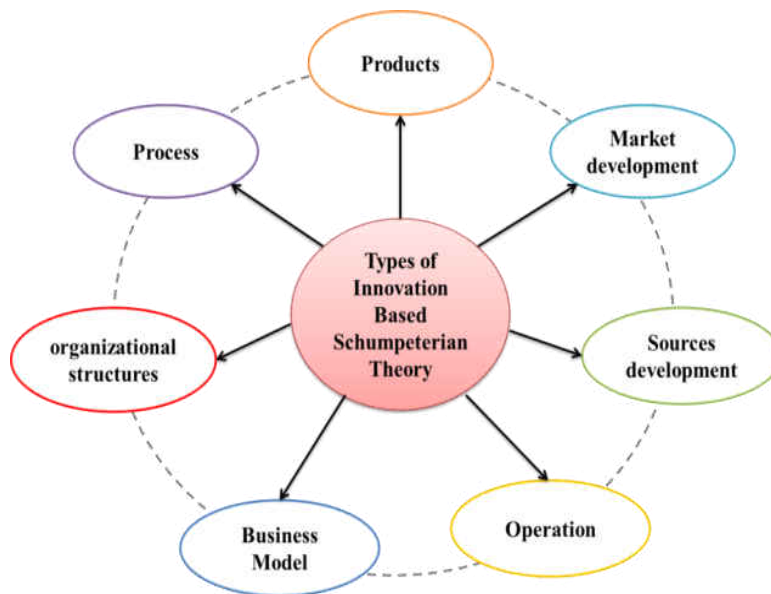 Products
Process
Market
development
Types of
Innovation
Based
Schumpeterian
Theory
organizational
structures
Sources
development
Business
Model
Operation